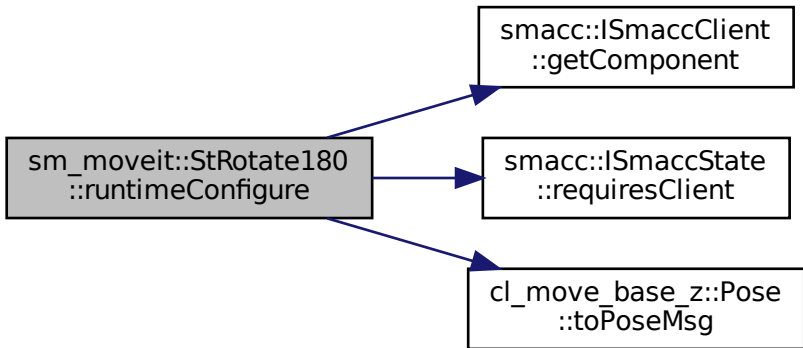 smacc::ISmaccClient
::getComponent
sm_moveit::StRotate180
::runtimeConfigure
smacc::ISmaccState
::requiresClient
cl_move_base_z::Pose
::toPoseMsg